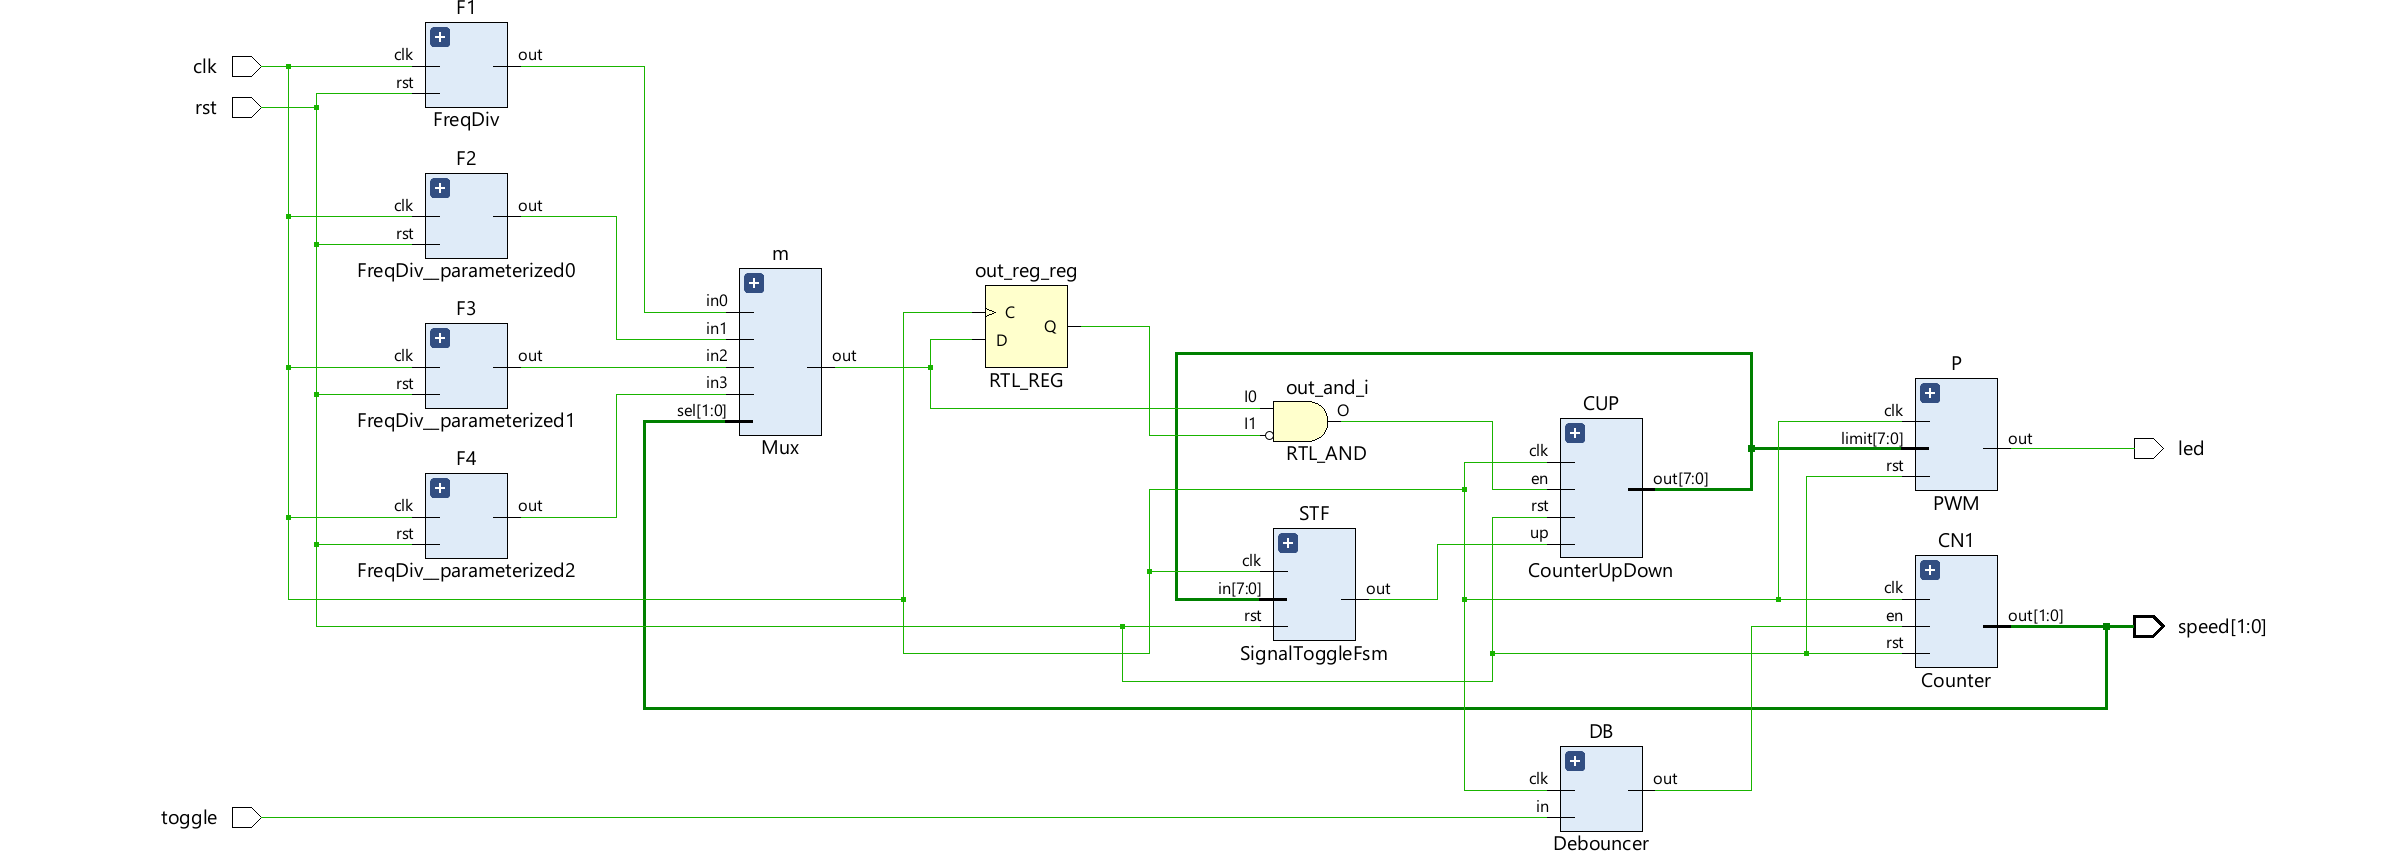 F1
clk
rst
out
FreqDiv
clk
rst
F2
clk
rst
out
FreqDiv__parameterized0
F3
clk
rst
out
FreqDiv__parameterized1
F4
clk
rst
out
FreqDiv__parameterized2
m
in0
in1
in2
in3
sel[1:0]
out
Mux
out_reg_reg
C
D
Q
RTL_REG
out_and_i
I0
I1
O
RTL_AND
STF
clk
in[7:0]
rst
out
SignalToggleFsm
CUP
clk
en
rst
up
out[7:0]
CounterUpDown
P
clk
limit[7:0]
rst
out
PWM
led
CN1
clk
en
rst
out[1:0]
Counter
speed[1:0]
DB
clk
in
out
Debouncer
toggle